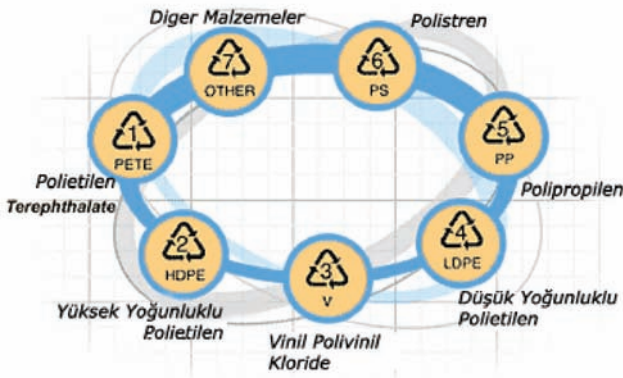 Diger Malzemeler
7
OTHER
Polistren
6
PS
5
PP
Polipropilen
4
LDPE
Düşük Yoğunluklu
Polietilen
3
V
Vinil Polivinil
Kloride
2
HDPE
Yüksek Yoğunluklu
Polietilen
1
PETE
Polietilen
Terephthalate